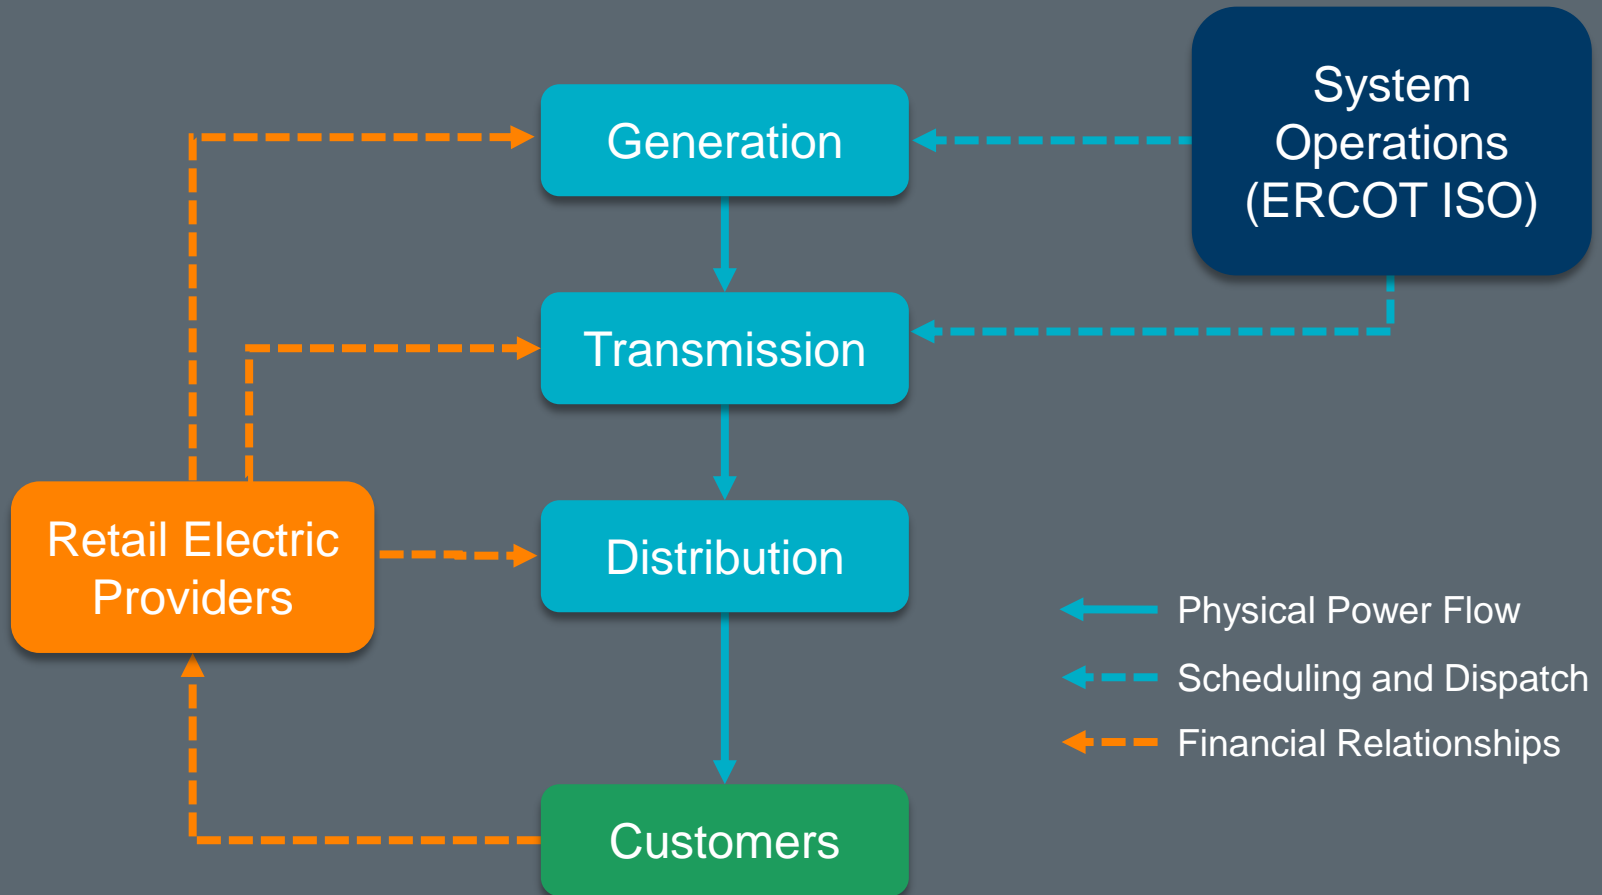 System
Operations
(ERCOT ISO)
Generation
Transmission
Retail Electric
Providers
Distribution
Physical Power Flow
Scheduling and Dispatch
Financial Relationships
Customers